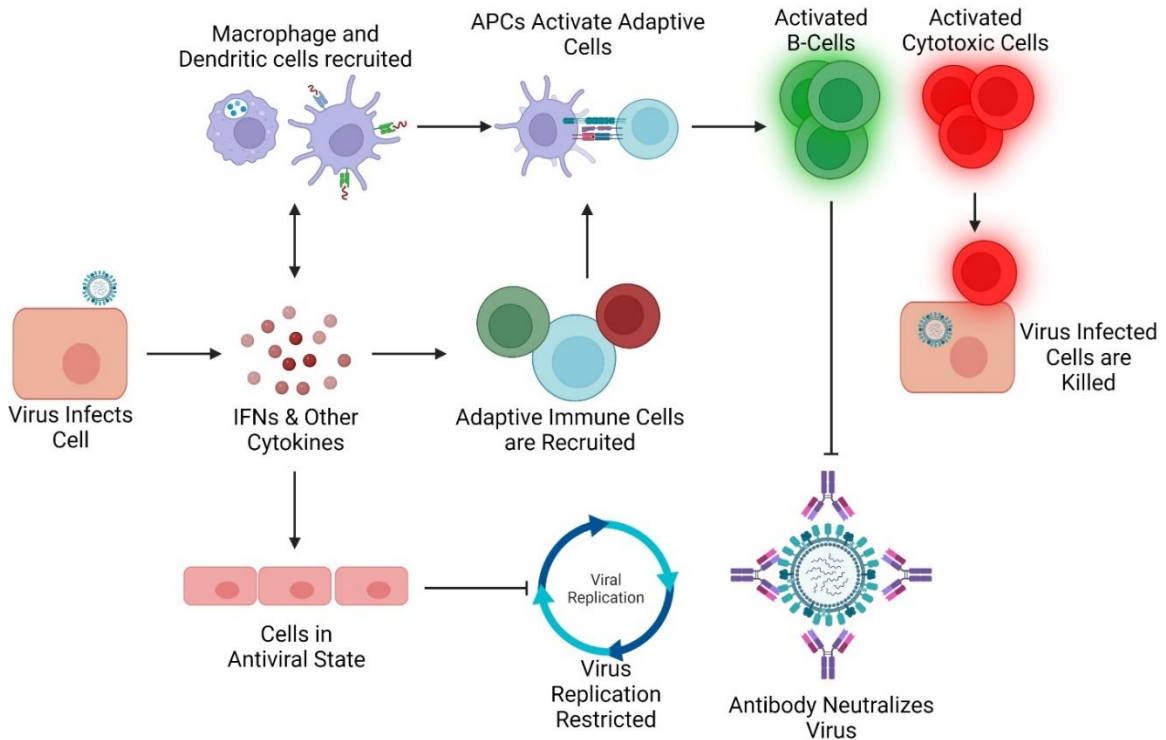 Macrophage and
Dendritic cells recruited
APCs Activate Adaptive
Cells
Activated
B-Cells
Activated
Cytotoxic Cells
Virus Infects
Cell
IFNs & Other
Cytokines
Adaptive Immune Cells
are Recruited
Virus Infected
Cells are
Killed
Cells in
Antiviral State
Viral
Replication
Virus
Replication
Restricted
Antibody Neutralizes
Virus